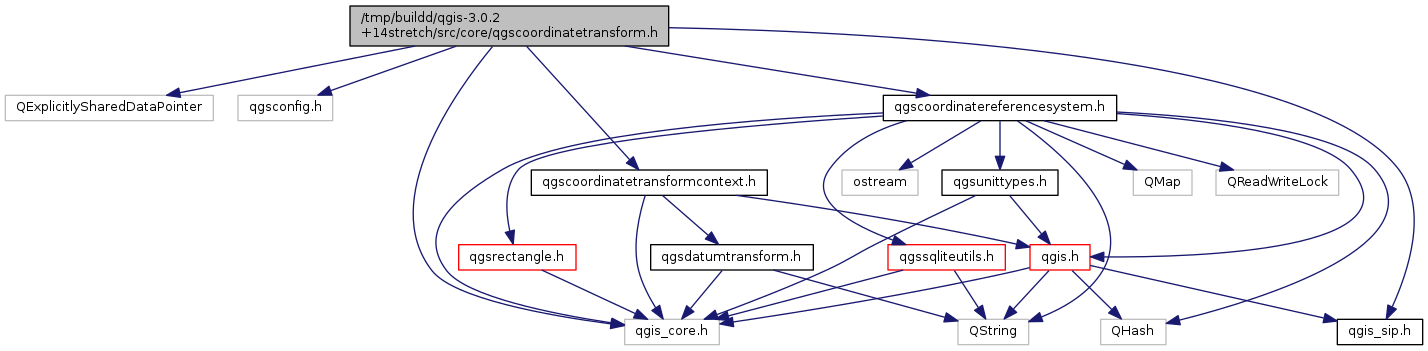 /tmp/buildd/qgis-3.0.2
+14stretch/src/core/qgscoordinatetransform.h
QExplicitlySharedDataPointer
qgsconfig.h
qgscoordinatereferencesystem.h
qgscoordinatetransformcontext.h
ostream
qgsunittypes.h
QMap
QReadWriteLock
qgsrectangle.h
qgsdatumtransform.h
qgssqliteutils.h
qgis.h
qgis_core.h
QString
QHash
qgis_sip.h